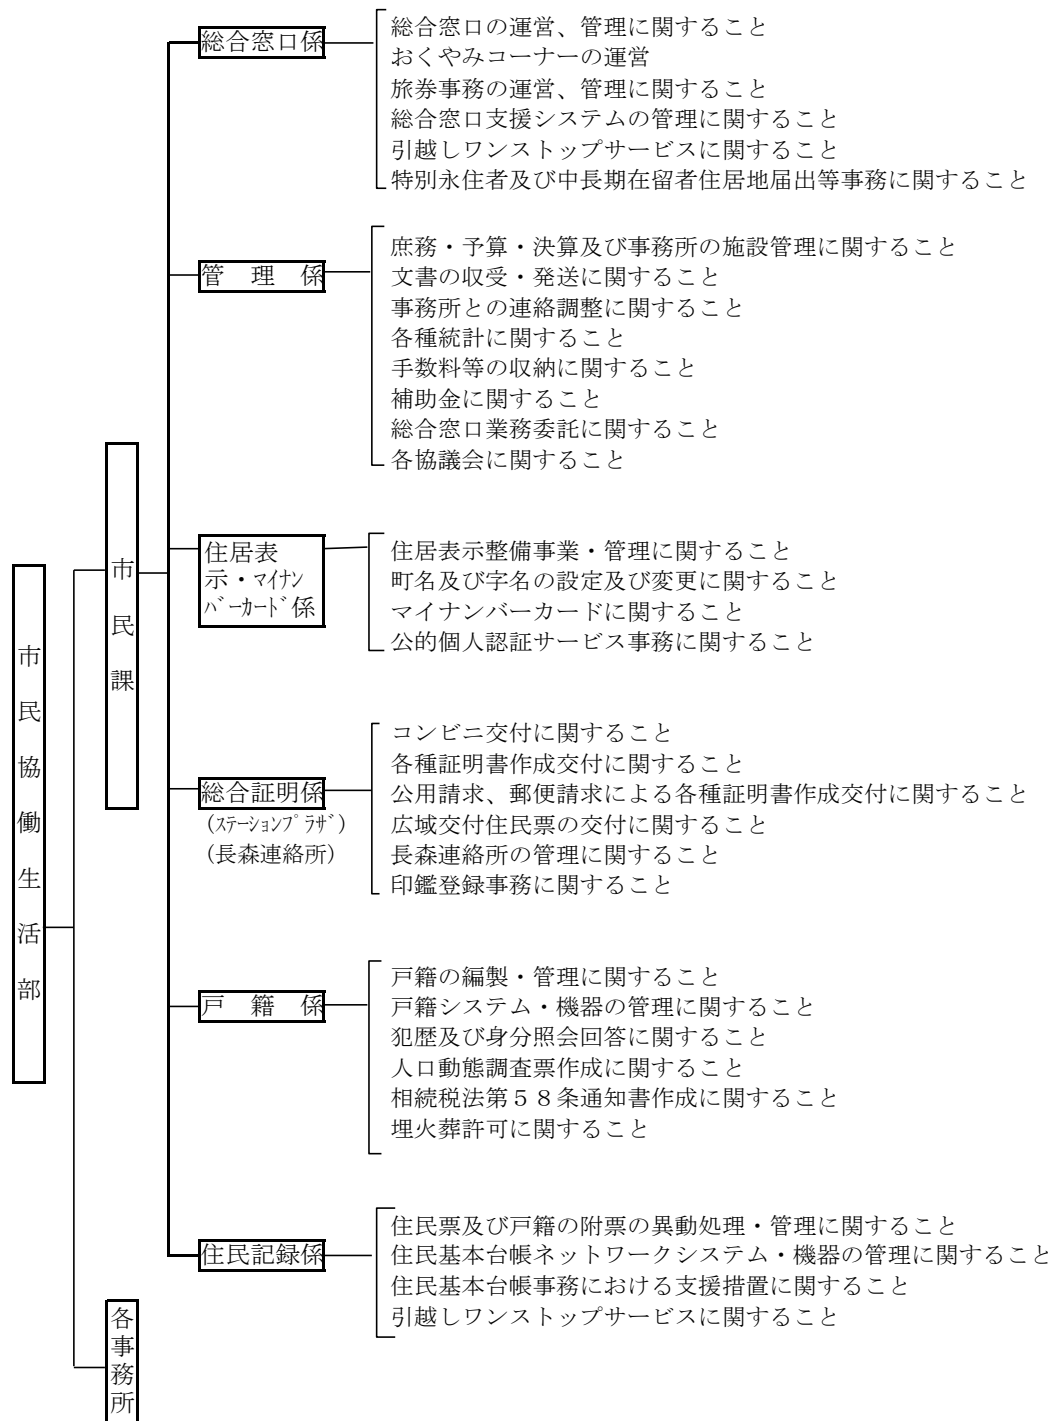 市民協働生活部
市民課
総合窓口係
総合窓口の運営、管理に関すること
おくやみコーナーの運営
旅券事務の運営、管理に関すること
総合窓口支援システムの管理に関すること
引越しワンストップサービスに関すること
特別永住者及び中長期在留者住居地届出等事務に関すること
管　理　係
庶務・予算・決算及び事務所の施設管理に関すること
文書の収受・発送に関すること
事務所との連絡調整に関すること
各種統計に関すること
手数料等の収納に関すること
補助金に関すること
総合窓口業務委託に関すること
各協議会に関すること
住居表
示・ﾏｲﾅﾝ
ﾊﾞｰｶｰﾄﾞ係
住居表示整備事業・管理に関すること
町名及び字名の設定及び変更に関すること
マイナンバーカードに関すること
公的個人認証サービス事務に関すること
総合証明係
(ｽﾃｰｼｮﾝﾌﾟﾗｻﾞ)
(長森連絡所)
コンビニ交付に関すること
各種証明書作成交付に関すること
公用請求、郵便請求による各種証明書作成交付に関すること
広域交付住民票の交付に関すること
長森連絡所の管理に関すること
印鑑登録事務に関すること
戸　籍　係
戸籍の編製・管理に関すること
戸籍システム・機器の管理に関すること
犯歴及び身分照会回答に関すること
人口動態調査票作成に関すること
相続税法第５８条通知書作成に関すること
埋火葬許可に関すること
住民記録係
住民票及び戸籍の附票の異動処理・管理に関すること
住民基本台帳ネットワークシステム・機器の管理に関すること
住民基本台帳事務における支援措置に関すること
引越しワンストップサービスに関すること
各事務所